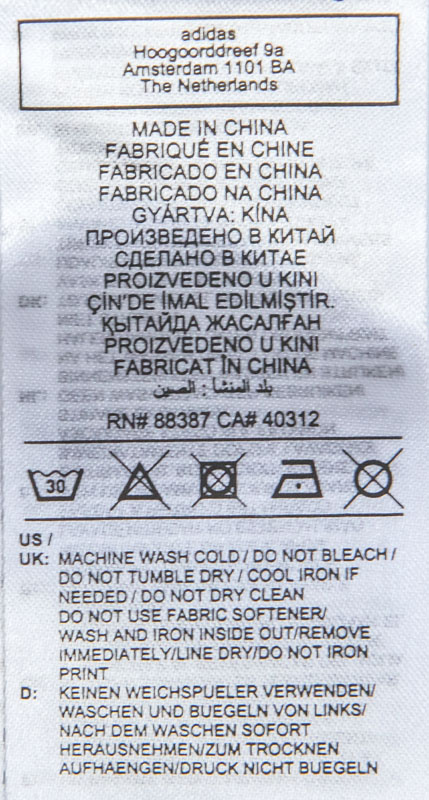 adidas
Hoogoorddreef 9a
Amsterdam 1101 BA
The Netherlands
MADE IN CHINA
FABRIQUÉ EN CHINE
FABRICADO EN CHINA
FABRICADO NA CHINA
GYÁRTVA: KÍNA
ПРОИЗВЕДЕНО В КИТАЙ
СДЕЛАНО В КИТАЕ
PROIZVEDENO U KINI
ÇİN'DE İMAL EDİLMİŞTİR.
ҚЫТАЙДА ЖАСАЛҒАН
PROIZVEDENO U KINI
FABRICAT ÎN CHINA
بلد المنشأ : الصين
RN# 88387 CA# 40312
30
US /
UK: MACHINE WASH COLD / DO NOT BLEACH /
DO NOT TUMBLE DRY / COOL IRON IF
NEEDED / DO NOT DRY CLEAN
DO NOT USE FABRIC SOFTENER/
WASH AND IRON INSIDE OUT/REMOVE
IMMEDIATELY/LINE DRY/DO NOT IRON
PRINT
D: KEINEN WEICHSPUELER VERWENDEN/
WASCHEN UND BUEGELN VON LINKS/
NACH DEM WASCHEN SOFORT
HERAUSNEHMEN/ZUM TROCKNEN
AUFHAENGEN/DRUCK NICHT BUEGELN